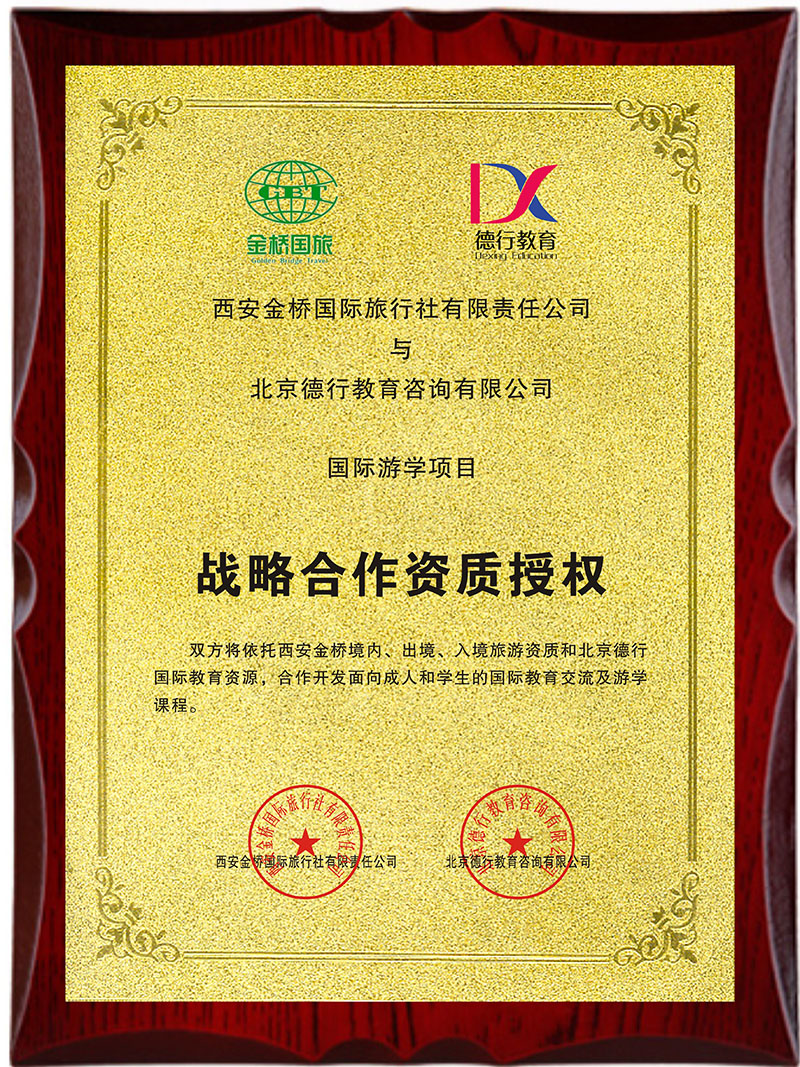 GBT
金桥国旅
Golden Bridge Travel
德行教育
Dexing Education
西安金桥国际旅行社有限责任公司
与
北京德行教育咨询有限公司
国际游学项目
战略合作资质授权
双方将依托西安金桥境内、出境、入境旅游资质和北京德行
国际教育资源，合作开发面向成人和学生的国际教育交流及游学
课程。
西安金桥国际旅行社有限责任公司
西安金桥国际旅行社有限责任公司
北京德行教育咨询有限公司
北京德行教育咨询有限公司